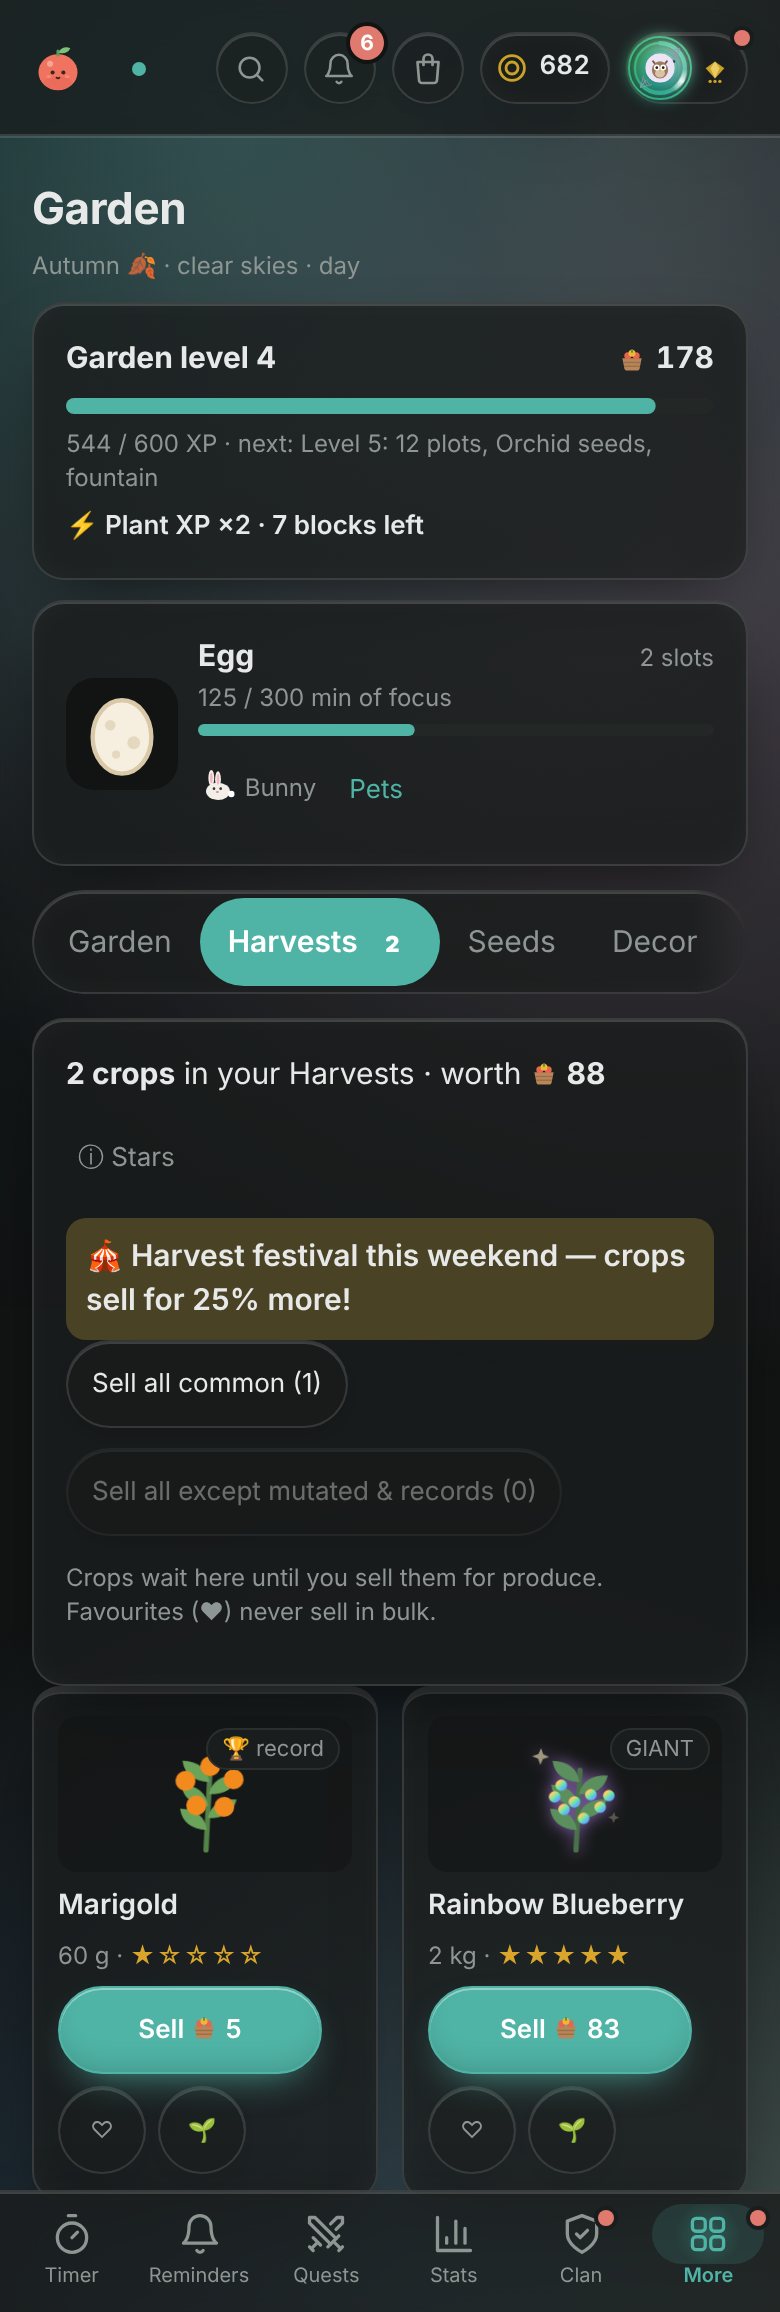 6
682
Garden
Autumn 🍂 · clear skies · day
Garden level 4
178
544 / 600 XP · next: Level 5: 12 plots, Orchid seeds,
fountain
⚡ Plant XP ×2 · 7 blocks left
Egg
2 slots
125 / 300 min of focus
Bunny Pets
Garden Harvests 2 Seeds Decor
2 crops in your Harvests · worth 88
ⓘ Stars
🎪 Harvest festival this weekend — crops
sell for 25% more!
Sell all common (1)
Sell all except mutated & records (0)
Crops wait here until you sell them for produce.
Favourites (♥) never sell in bulk.
🏆 record
GIANT
Marigold
Rainbow Blueberry
60 g · ★☆☆☆☆
2 kg · ★★★★★
Sell 5
Sell 83
Timer Reminders Quests Stats Clan More